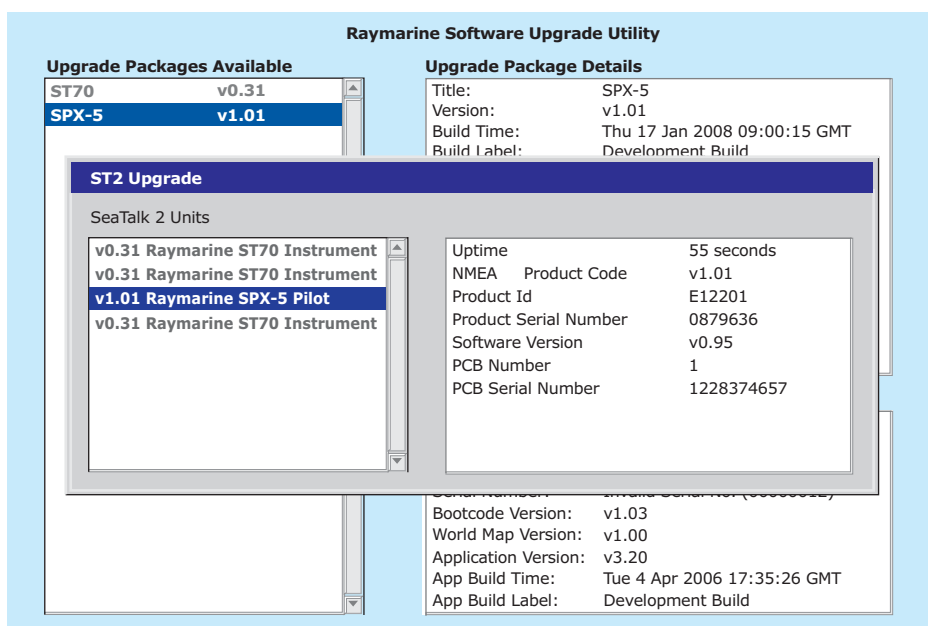 Raymarine Software Upgrade Utility
Upgrade Packages Available
ST70 v0.31
SPX-5 v1.01
Upgrade Package Details
Title: SPX-5
Version: v1.01
Build Time: Thu 17 Jan 2008 09:00:15 GMT
Build Label: Development Build
ST2 Upgrade
SeaTalk 2 Units
v0.31 Raymarine ST70 Instrument
v0.31 Raymarine ST70 Instrument
v1.01 Raymarine SPX-5 Pilot
v0.31 Raymarine ST70 Instrument
Uptime 55 seconds
NMEA Product Code v1.01
Product Id E12201
Product Serial Number 0879636
Software Version v0.95
PCB Number 1
PCB Serial Number 1228374657
Serial Number: Invalid Serial No. (00000012)
Bootcode Version: v1.03
World Map Version: v1.00
Application Version: v3.20
App Build Time: Tue 4 Apr 2006 17:35:26 GMT
App Build Label: Development Build